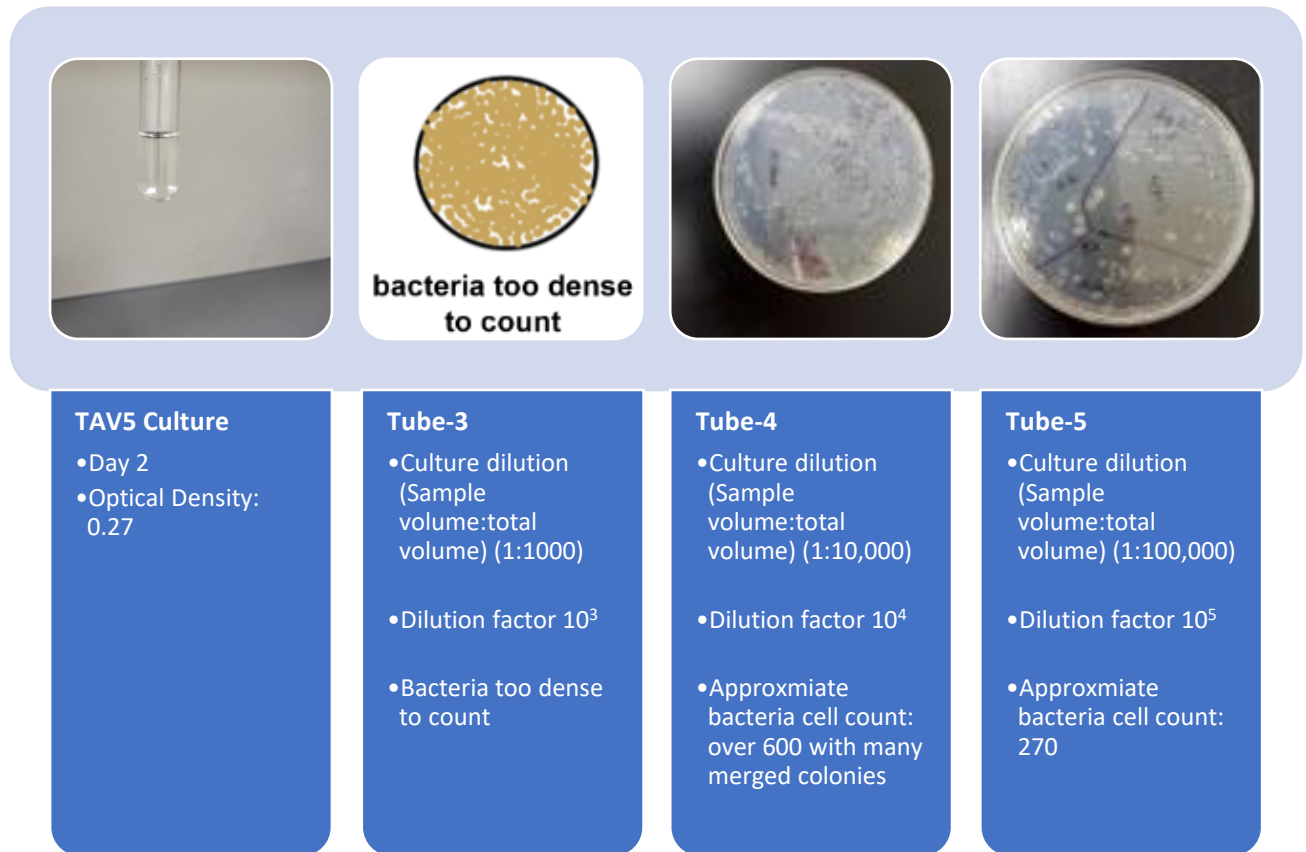 bacteria too dense
to count
TAV5 Culture
•Day 2
•Optical Density:
0.27
Tube-3
•Culture dilution
(Sample
volume:total
volume) (1:1000)
•Dilution factor 10³
•Bacteria too dense
to count
Tube-4
•Culture dilution
(Sample
volume:total
volume) (1:10,000)
•Dilution factor 10⁴
•Approxmiate
bacteria cell count:
over 600 with many
merged colonies
Tube-5
•Culture dilution
(Sample
volume:total
volume) (1:100,000)
•Dilution factor 10⁵
•Approxmiate
bacteria cell count:
270